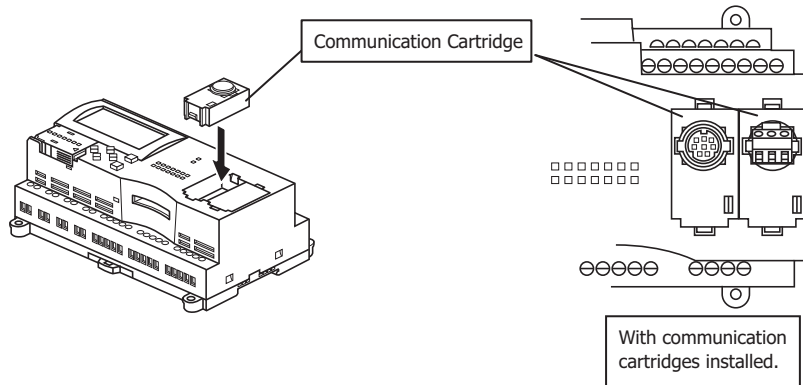 Communication Cartridge
With communication
cartridges installed.